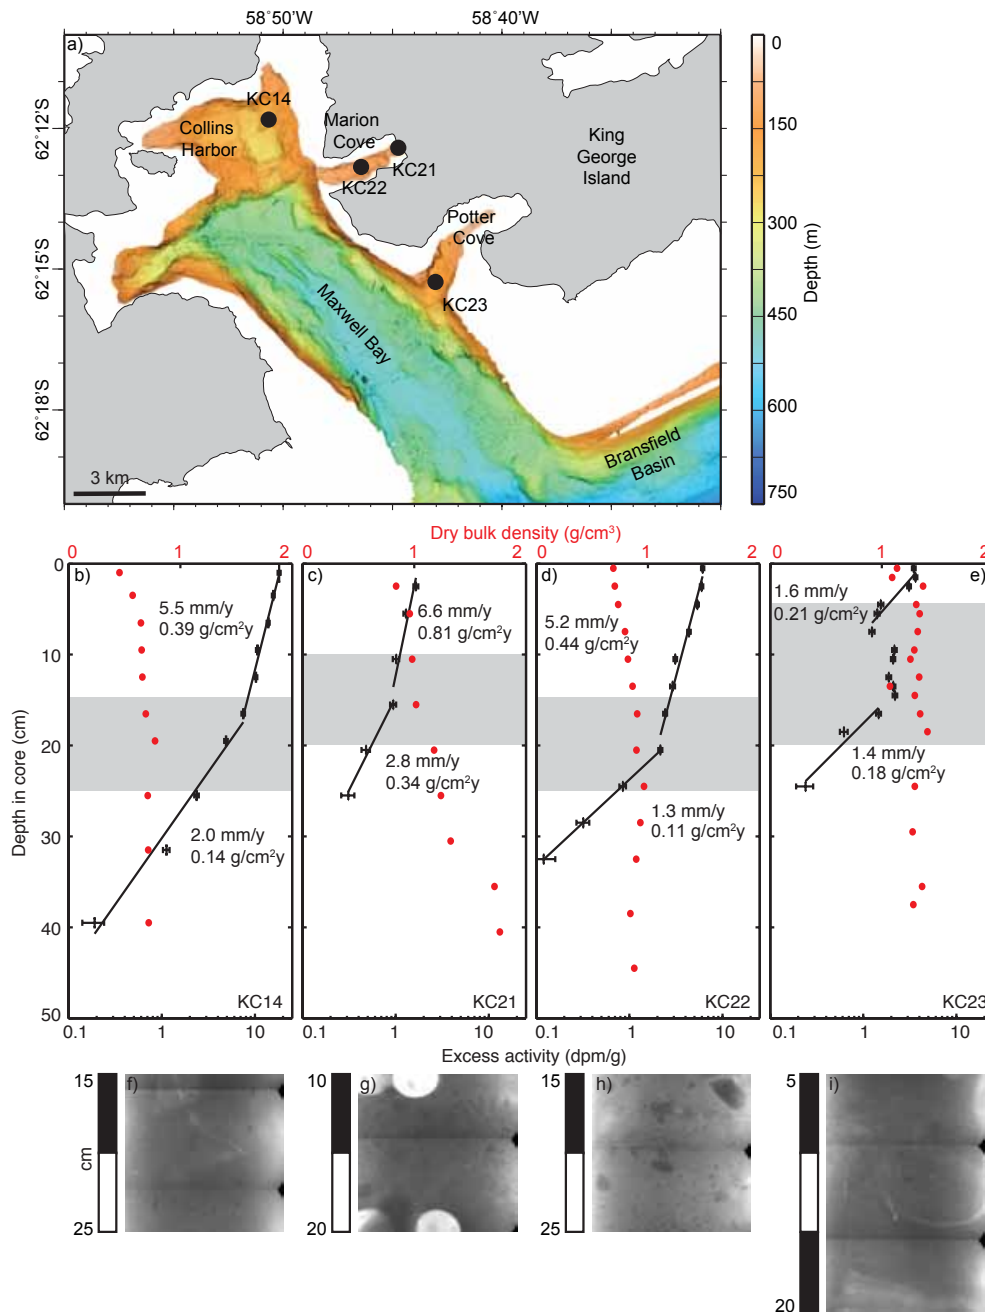 58°50'W 58°40'W
a)
62°12'S
62°15'S
62°18'S
KC14
Collins
Harbor
Marion
Cove
KC21
KC22
King
George
Island
Potter
Cove
KC23
Maxwell Bay
Bransfield
Basin
3 km
0
150
300
450
600
750
Depth (m)
Dry bulk density (g/cm³)
0 1 2
0 1 2
0 1 2
0 1 2
Depth in core (cm)
0
10
20
30
40
50
b)
5.5 mm/y
0.39 g/cm²y
2.0 mm/y
0.14 g/cm²y
KC14
c)
6.6 mm/y
0.81 g/cm²y
2.8 mm/y
0.34 g/cm²y
KC21
d)
5.2 mm/y
0.44 g/cm²y
1.3 mm/y
0.11 g/cm²y
KC22
e)
1.6 mm/y
0.21 g/cm²y
1.4 mm/y
0.18 g/cm²y
KC23
0.1 1 10
0.1 1 10
0.1 1 10
0.1 1 10
Excess activity (dpm/g)
15
cm
25
f)
10
20
g)
15
25
h)
5
20
i)